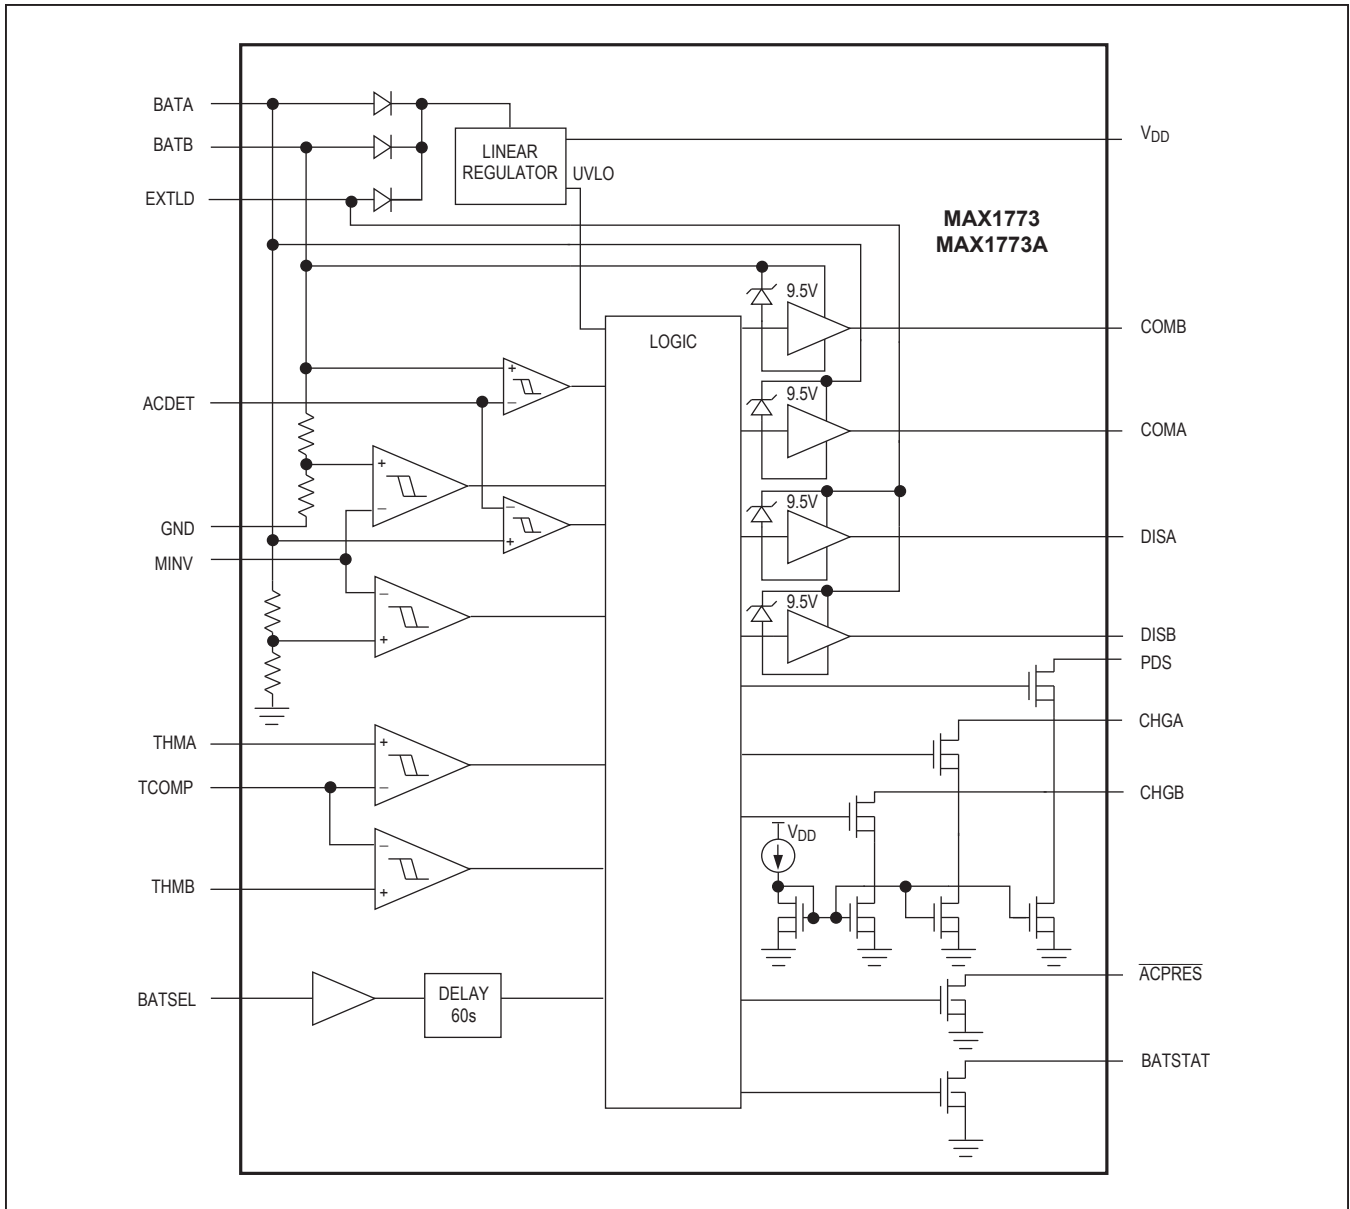 BATA
BATB
EXTLD
LINEAR
REGULATOR
UVLO
VDD
MAX1773
MAX1773A
LOGIC
9.5V
COMB
+
−
ACDET
9.5V
COMA
+
−
GND
MINV
−
+
9.5V
DISA
−
+
9.5V
DISB
PDS
THMA
+
−
TCOMP
CHGA
CHGB
VDD
−
+
THMB
BATSEL
DELAY
60s
ACPRES
BATSTAT